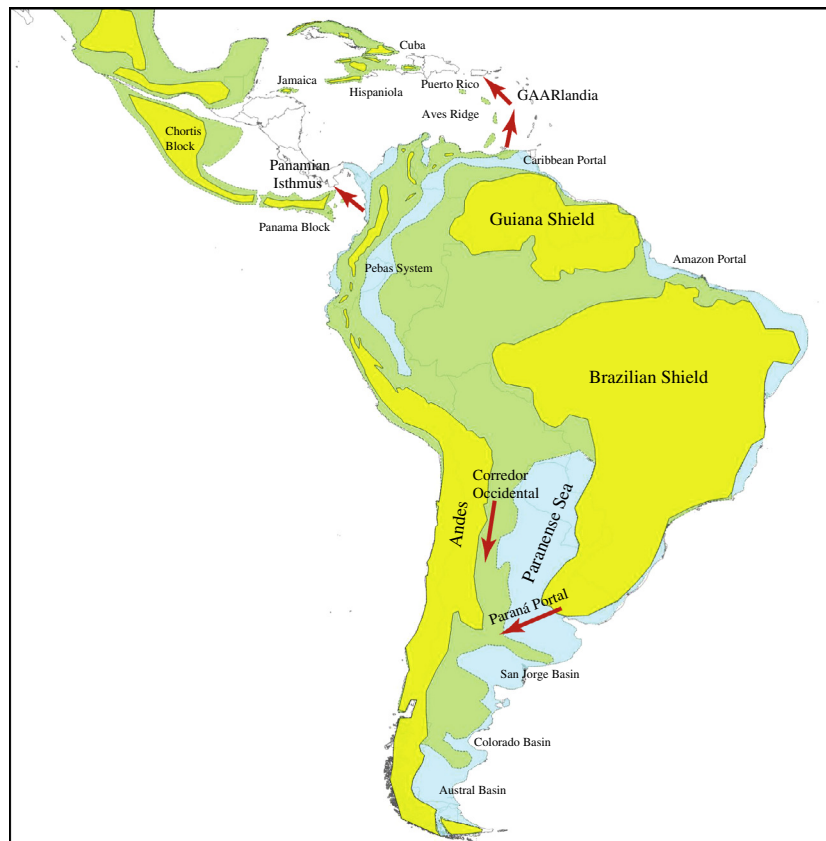 Cuba
Jamaica
Hispaniola
Puerto Rico
GAARlandia
Aves Ridge
Chortis
Block
Panamian
Isthmus
Caribbean Portal
Panama Block
Guiana Shield
Pebas System
Amazon Portal
Brazilian Shield
Corredor
Occidental
Andes
Paranense Sea
Paraná Portal
San Jorge Basin
Colorado Basin
Austral Basin